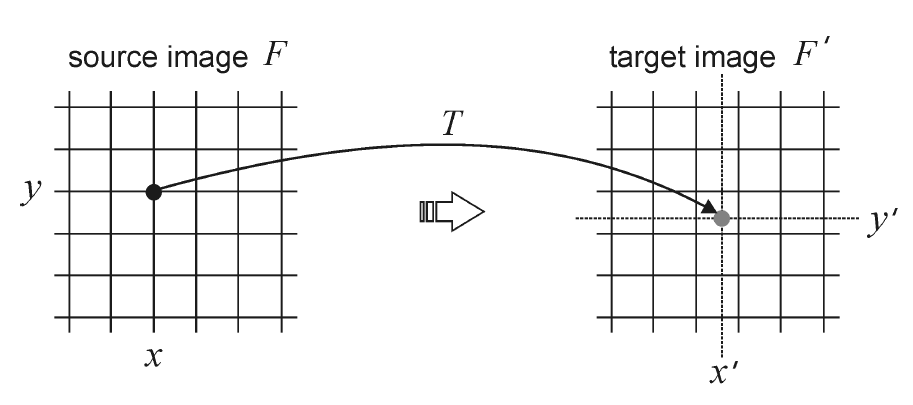 source image F
target image F′
T
y
y′
x
x′